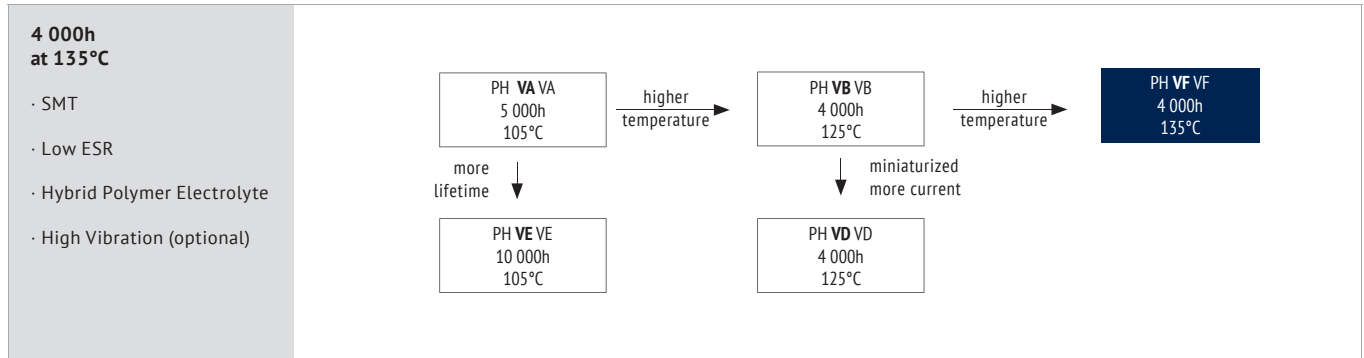 4 000h
at 135°C
· SMT
· Low ESR
· Hybrid Polymer Electrolyte
· High Vibration (optional)
PH VA VA
5 000h
105°C
higher
temperature
PH VB VB
4 000h
125°C
higher
temperature
PH VF VF
4 000h
135°C
more
lifetime
miniaturized
more current
PH VE VE
10 000h
105°C
PH VD VD
4 000h
125°C